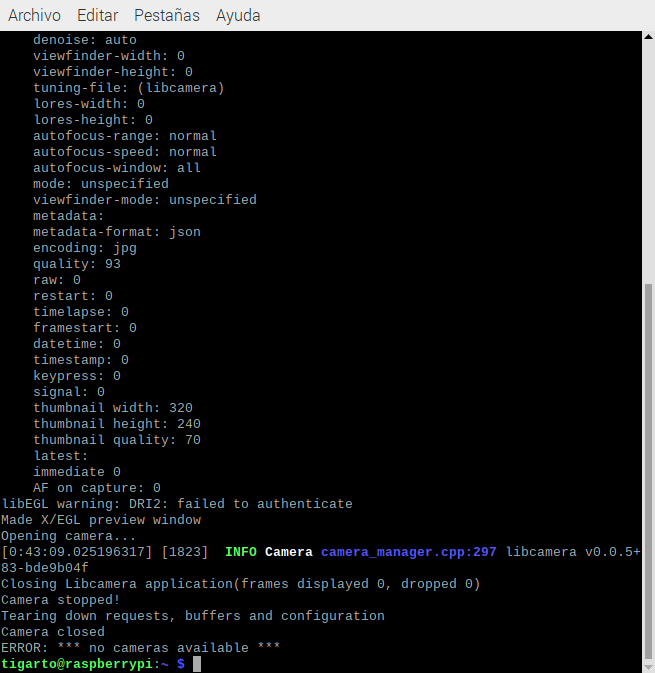 Archivo Editar Pestañas Ayuda
denoise: auto
viewfinder-width: 0
viewfinder-height: 0
tuning-file: (libcamera)
lores-width: 0
lores-height: 0
autofocus-range: normal
autofocus-speed: normal
autofocus-window: all
mode: unspecified
viewfinder-mode: unspecified
metadata:
metadata-format: json
encoding: jpg
quality: 93
raw: 0
restart: 0
timelapse: 0
framestart: 0
datetime: 0
timestamp: 0
keypress: 0
signal: 0
thumbnail width: 320
thumbnail height: 240
thumbnail quality: 70
latest:
immediate 0
AF on capture: 0
libEGL warning: DRI2: failed to authenticate
Made X/EGL preview window
Opening camera...
[0:43:09.025196317] [1823]  INFO Camera camera_manager.cpp:297 libcamera v0.0.5+
83-bde9b04f
Closing Libcamera application(frames displayed 0, dropped 0)
Camera stopped!
Tearing down requests, buffers and configuration
Camera closed
ERROR: *** no cameras available ***
tigarto@raspberrypi:~ $